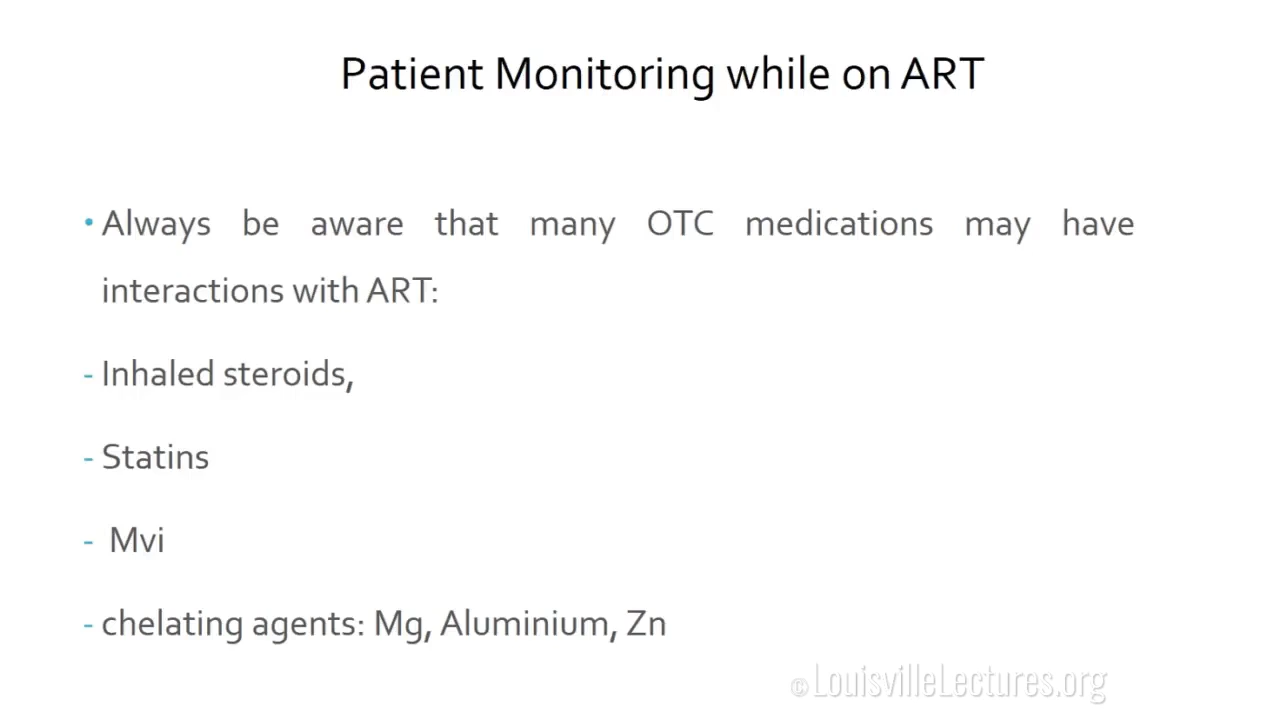 Patient Monitoring while on ART
• Always be aware that many OTC medications may have
interactions with ART:
- Inhaled steroids,
- Statins
- Mvi
- chelating agents: Mg, Aluminium, Zn
©LouisvilleLectures.org